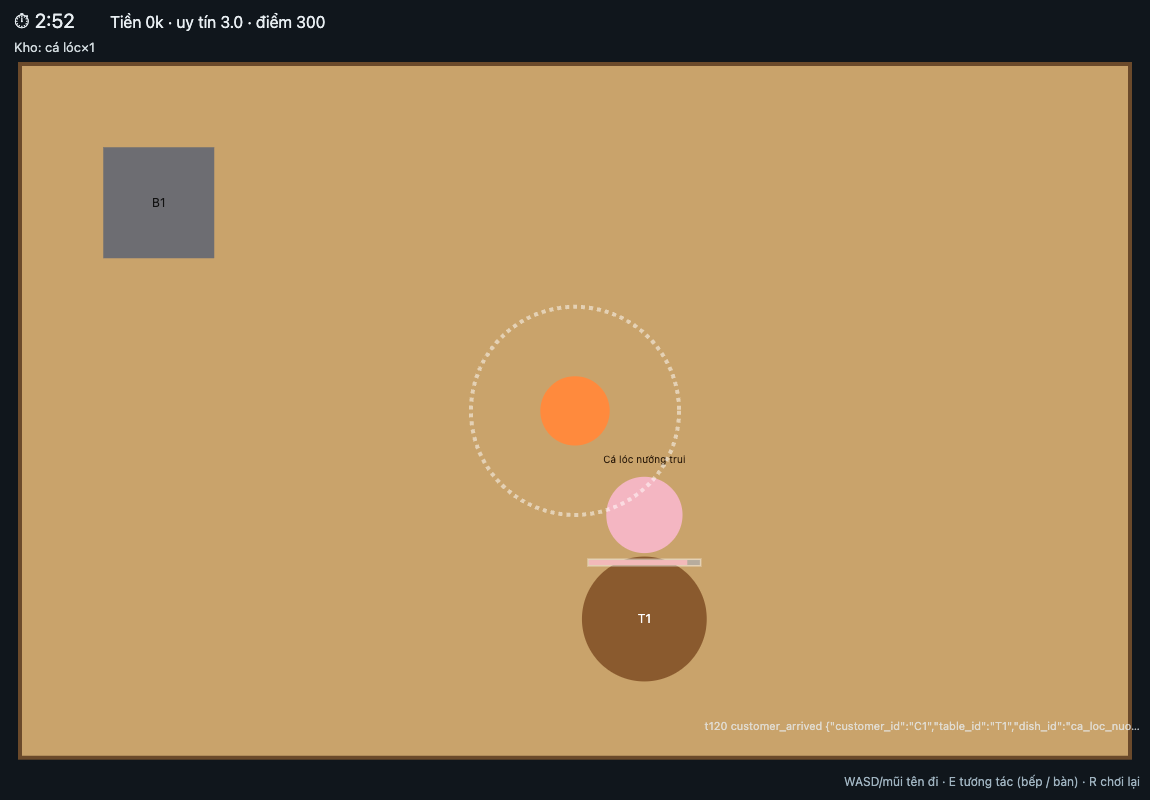 2:52 Tiền 0k · uy tín 3.0 · điểm 300
Kho: cá lóc×1
B1
Cá lóc nướng trui
T1
t120 customer_arrived {"customer_id":"C1","table_id":"T1","dish_id":"ca_loc_nuo…
WASD/mũi tên đi · E tương tác (bếp / bàn) · R chơi lại